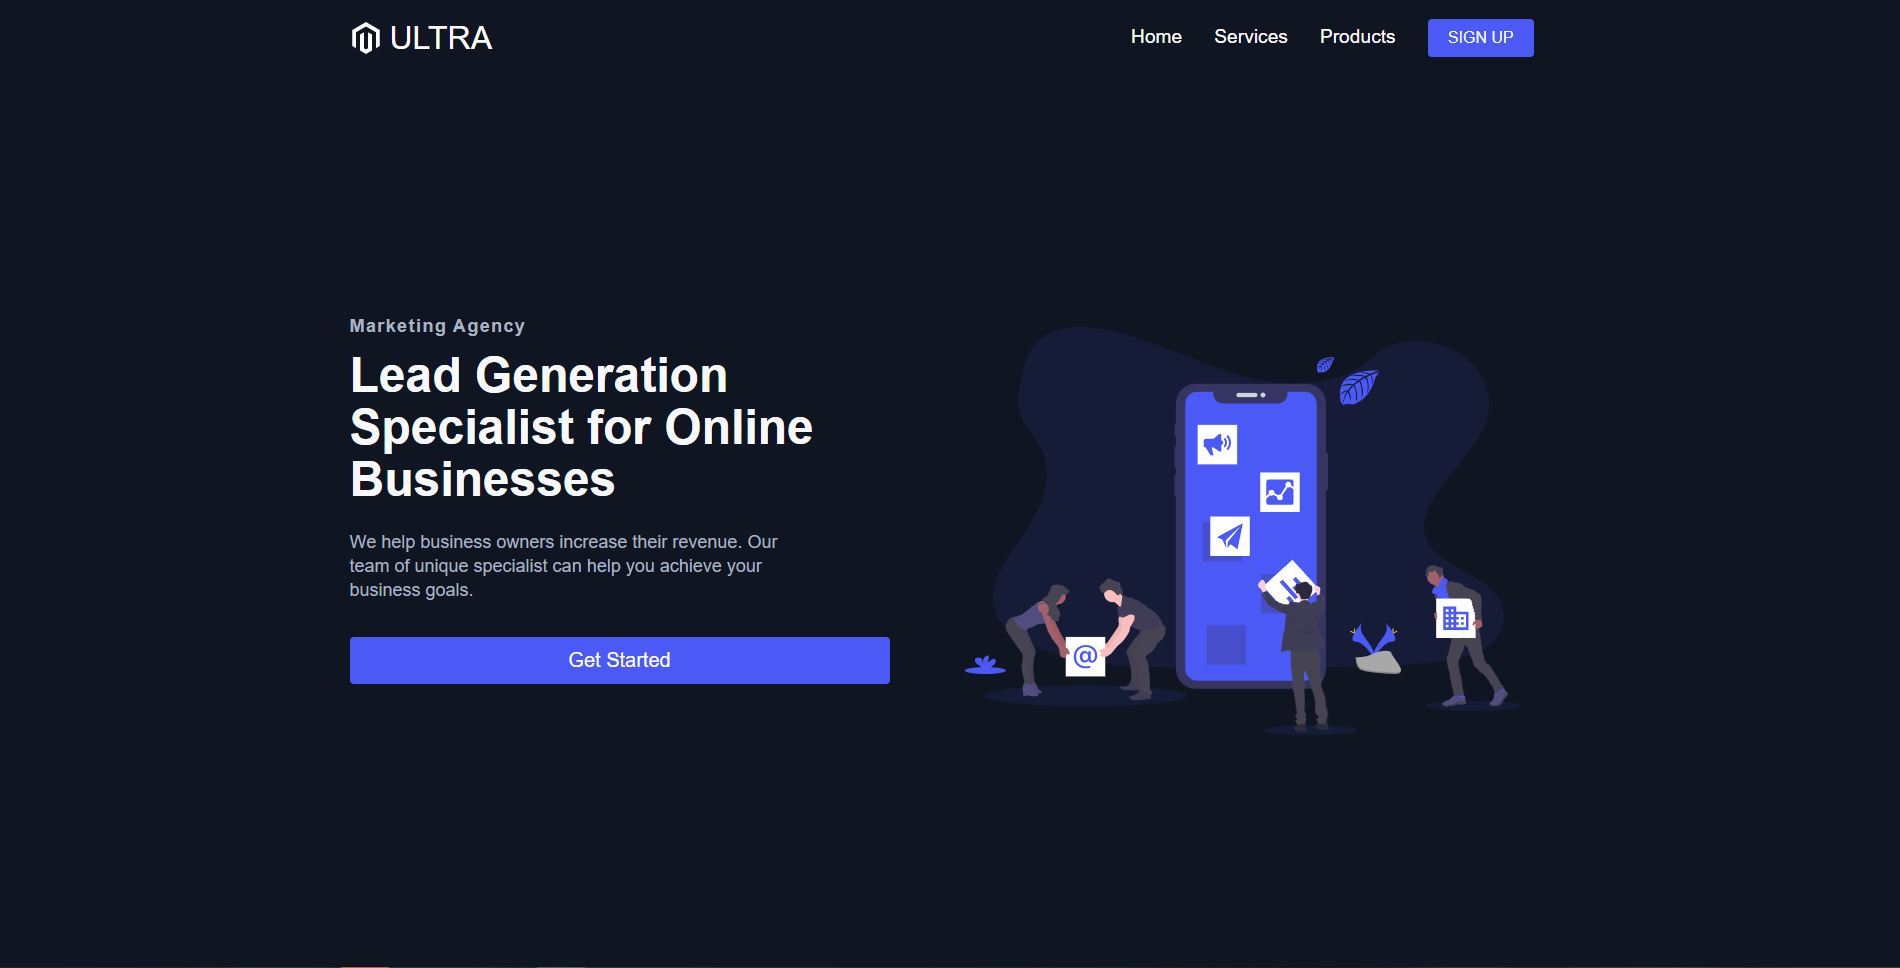 ULTRA
Home
Services
Products
SIGN UP
Marketing Agency
Lead Generation
Specialist for Online
Businesses
We help business owners increase their revenue. Our
team of unique specialist can help you achieve your
business goals.
Get Started
@